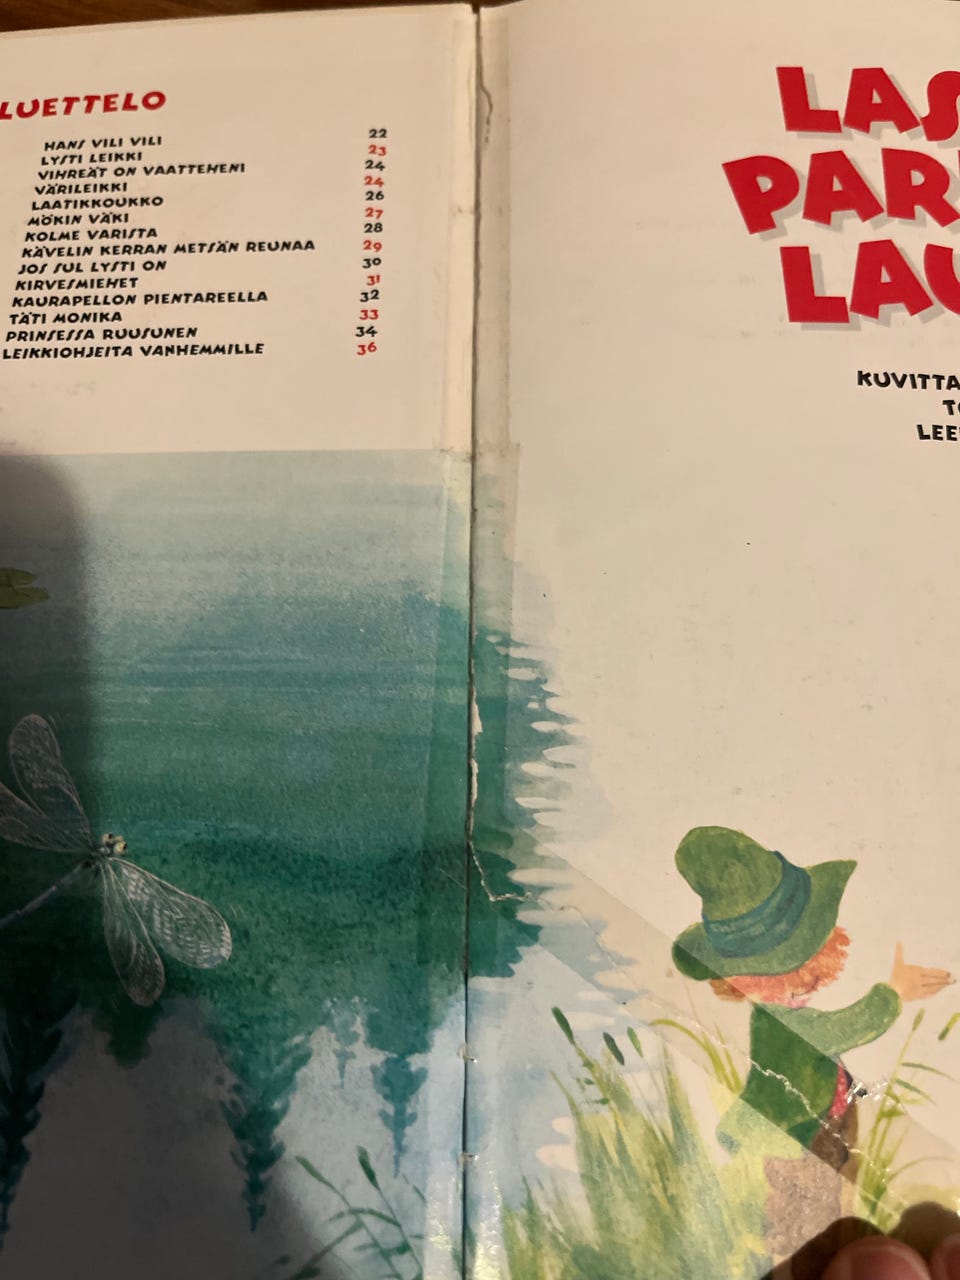 LUETTELO
HANS VILI VILI 22
LYSTI LEIKKI 23
VIHREÄT ON VAATTEHENI 24
VÄRILEIKKI 24
LAATIKKOUKKO 26
MÖKIN VÄKI 27
KOLME VARISTA 28
KÄVELIN KERRAN METSÄN REUNAA 29
JOS SUL LYSTI ON 30
KIRVESMIEHET 31
KAURAPELLON PIENTAREELLA 32
TÄTI MONIKA 33
PRINSESSA RUUSUNEN 34
LEIKKIOHJEITA VANHEMMILLE 36
LAS
PAR
LAU
KUVITTA
TO
LEE